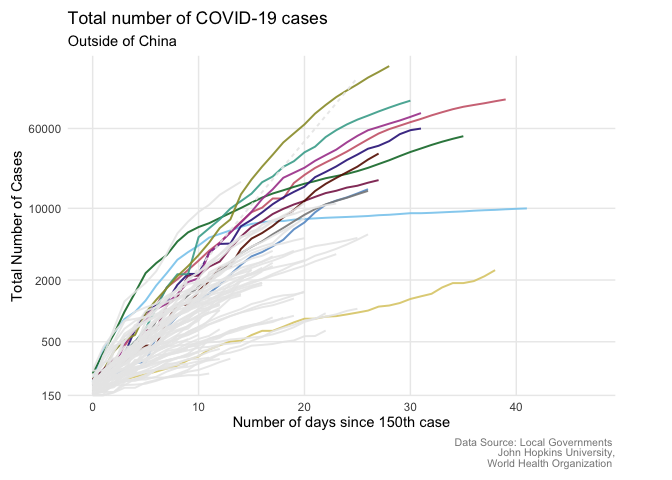 Total number of COVID-19 cases
Outside of China
Total Number of Cases
60000
10000
2000
500
150
0
10
20
30
40
Number of days since 150th case
Data Source: Local Governments
John Hopkins University,
World Health Organization